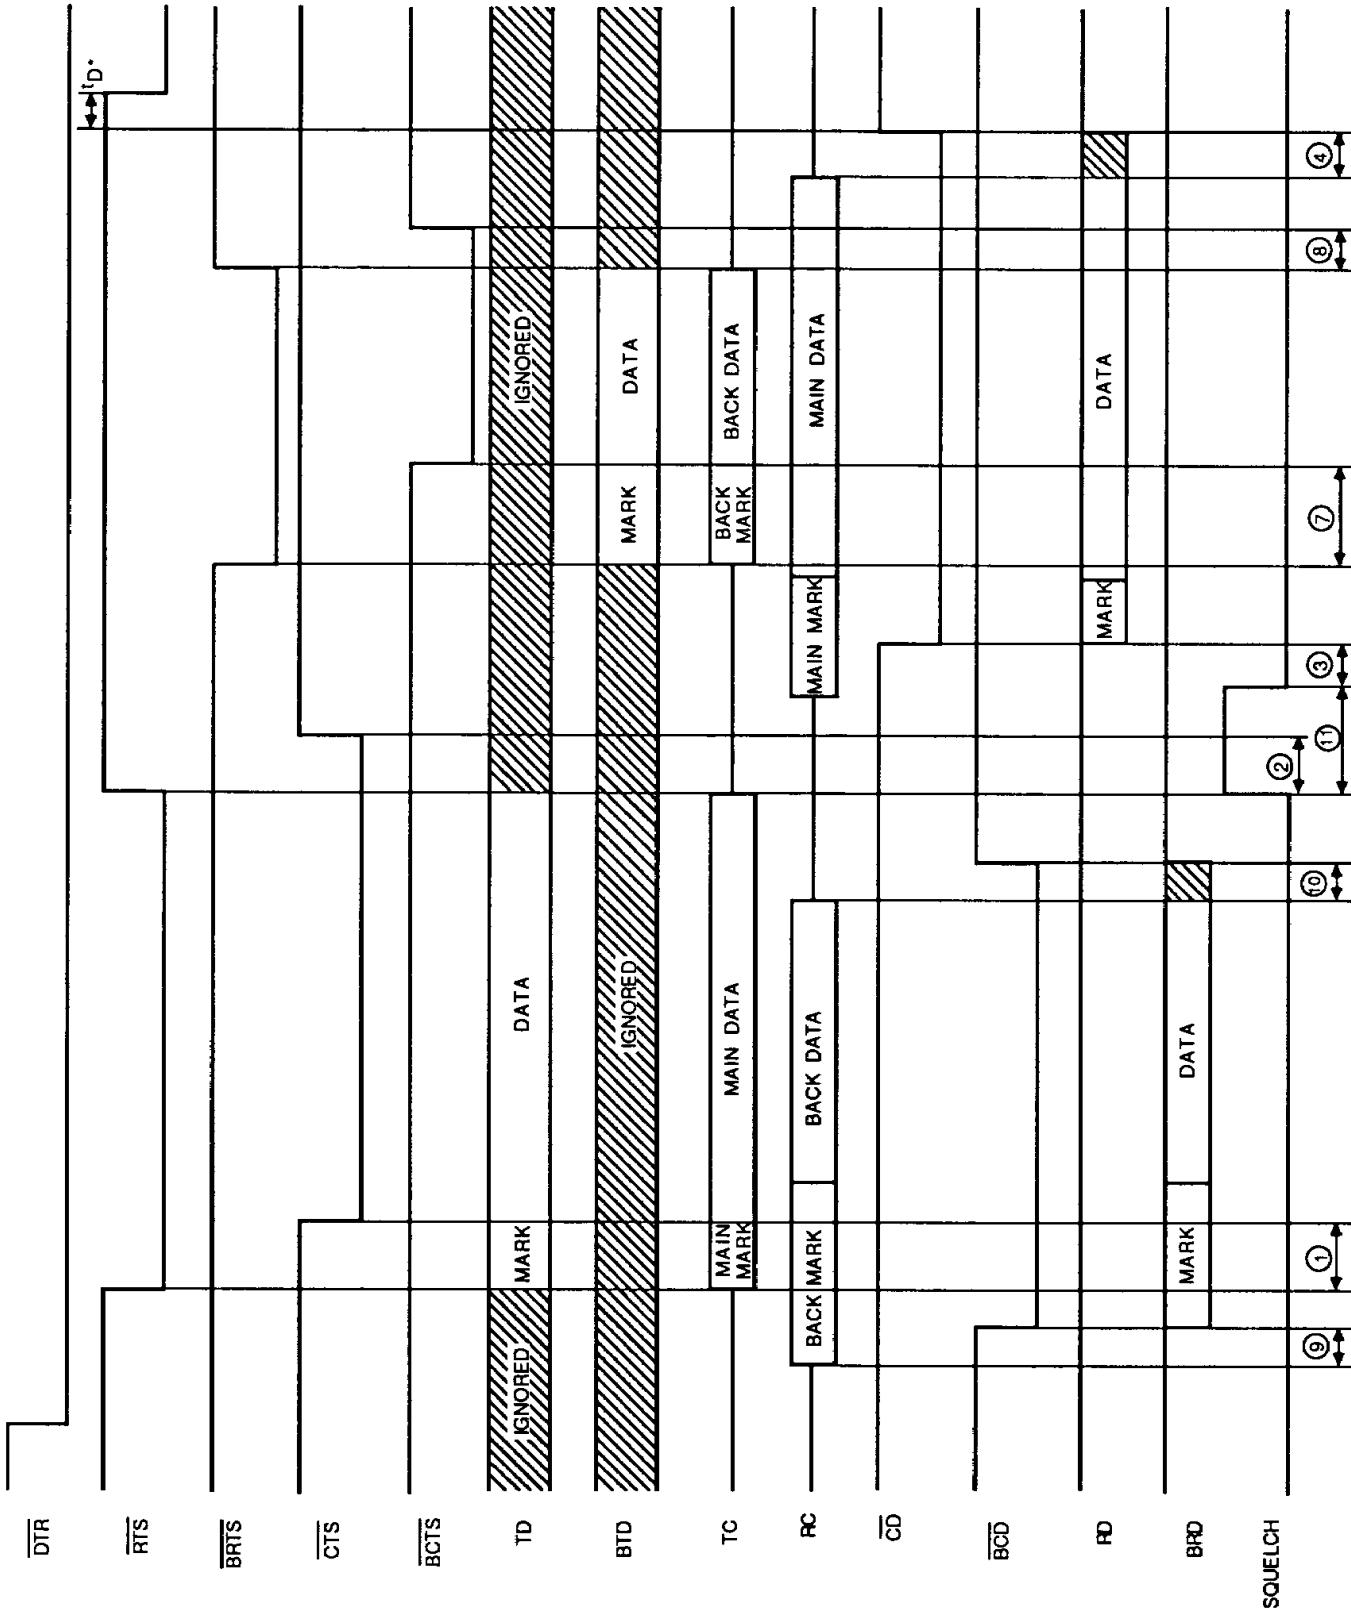 DTR
RTS
tD*
BRTS
CTS
BCTS
TD
IGNORED
MARK
DATA
IGNORED
BTD
IGNORED
MARK
DATA
TC
MAIN
MARK
MAIN DATA
BACK
MARK
BACK DATA
RC
BACK MARK
BACK DATA
MAIN MARK
MAIN DATA
CD
BCD
RD
MARK
DATA
BRD
MARK
DATA
SQUELCH
②
⑨
①
⑩
⑪
③
⑦
⑧
④